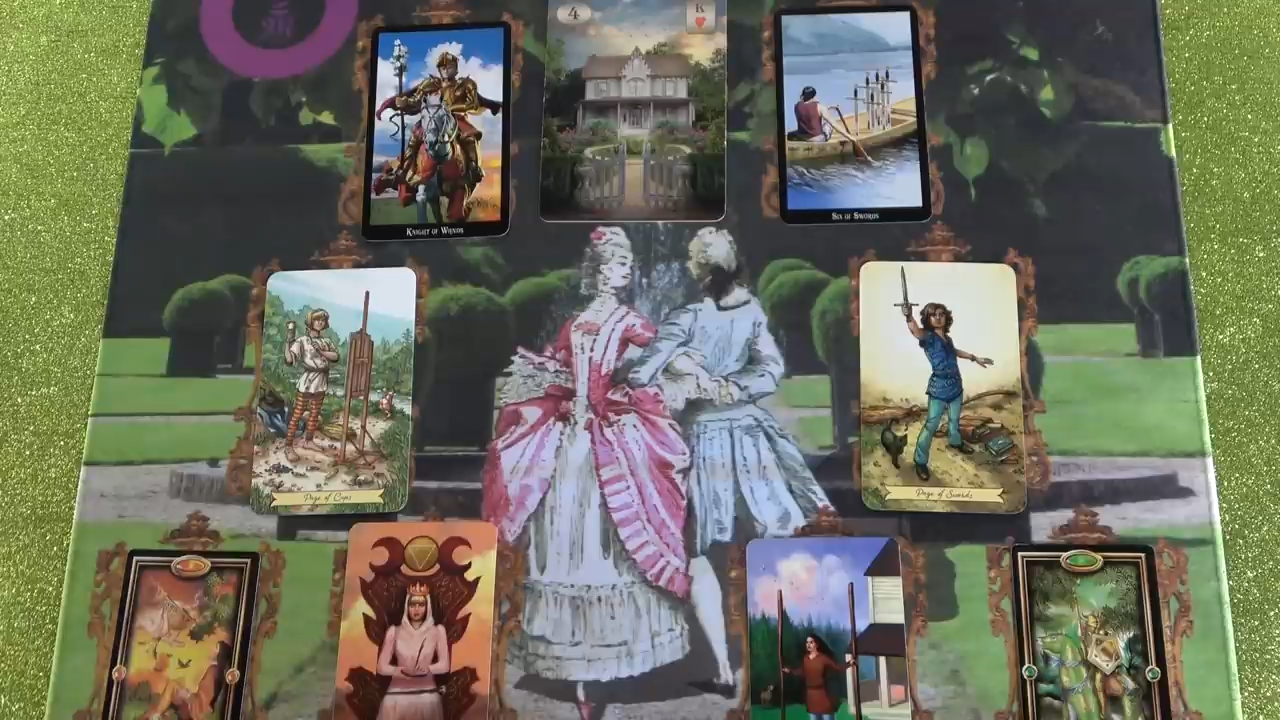 4
K
Knight of Wands
Six of Swords
Page of Cups
Page of Swords